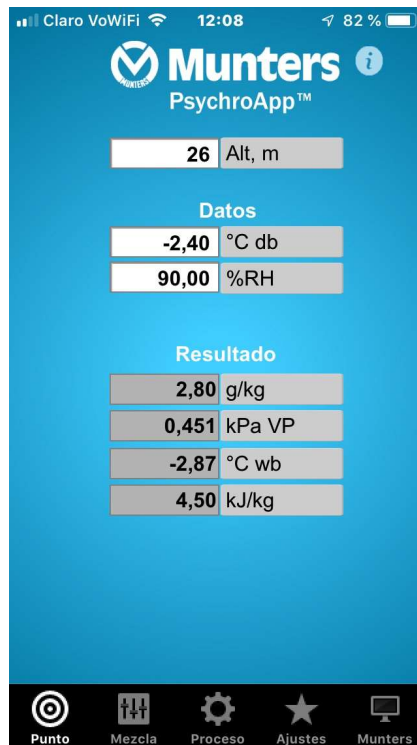 Claro VoWiFi 12:08 82 %
MUNTERS
Munters i
PsychroApp™
26 Alt, m
Datos
-2,40 °C db
90,00 %RH
Resultado
2,80 g/kg
0,451 kPa VP
-2,87 °C wb
4,50 kJ/kg
Punto Mezcla Proceso Ajustes Munters